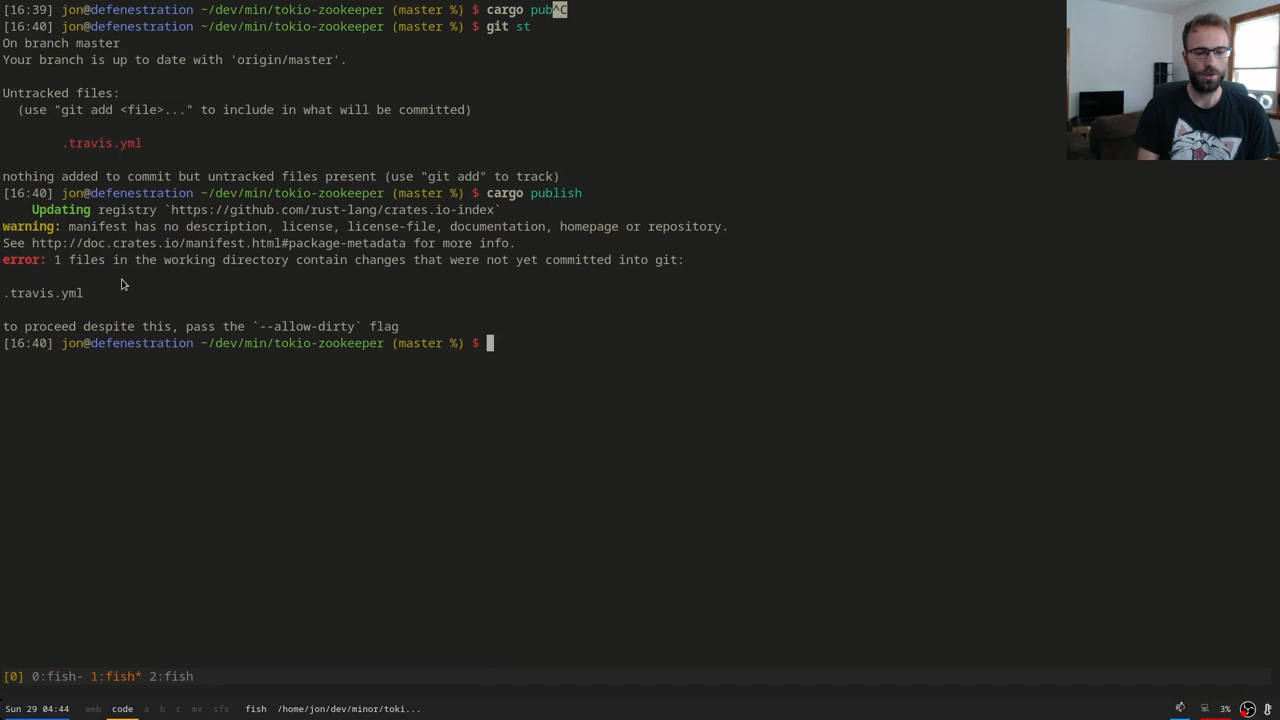 [16:39] jon@defenestration ~/dev/min/tokio-zookeeper (master %) $ cargo pub^C
[16:40] jon@defenestration ~/dev/min/tokio-zookeeper (master %) $ git st
On branch master
Your branch is up to date with 'origin/master'.
Untracked files:
  (use "git add <file>..." to include in what will be committed)
        .travis.yml
nothing added to commit but untracked files present (use "git add" to track)
[16:40] jon@defenestration ~/dev/min/tokio-zookeeper (master %) $ cargo publish
    Updating registry `https://github.com/rust-lang/crates.io-index`
warning: manifest has no description, license, license-file, documentation, homepage or repository.
See http://doc.crates.io/manifest.html#package-metadata for more info.
error: 1 files in the working directory contain changes that were not yet committed into git:
.travis.yml
to proceed despite this, pass the `--allow-dirty` flag
[16:40] jon@defenestration ~/dev/min/tokio-zookeeper (master %) $
[0] 0:fish- 1:fish* 2:fish
Sun 29 04:44 web code a b c mx sfx fish /home/jon/dev/minor/toki... 3%